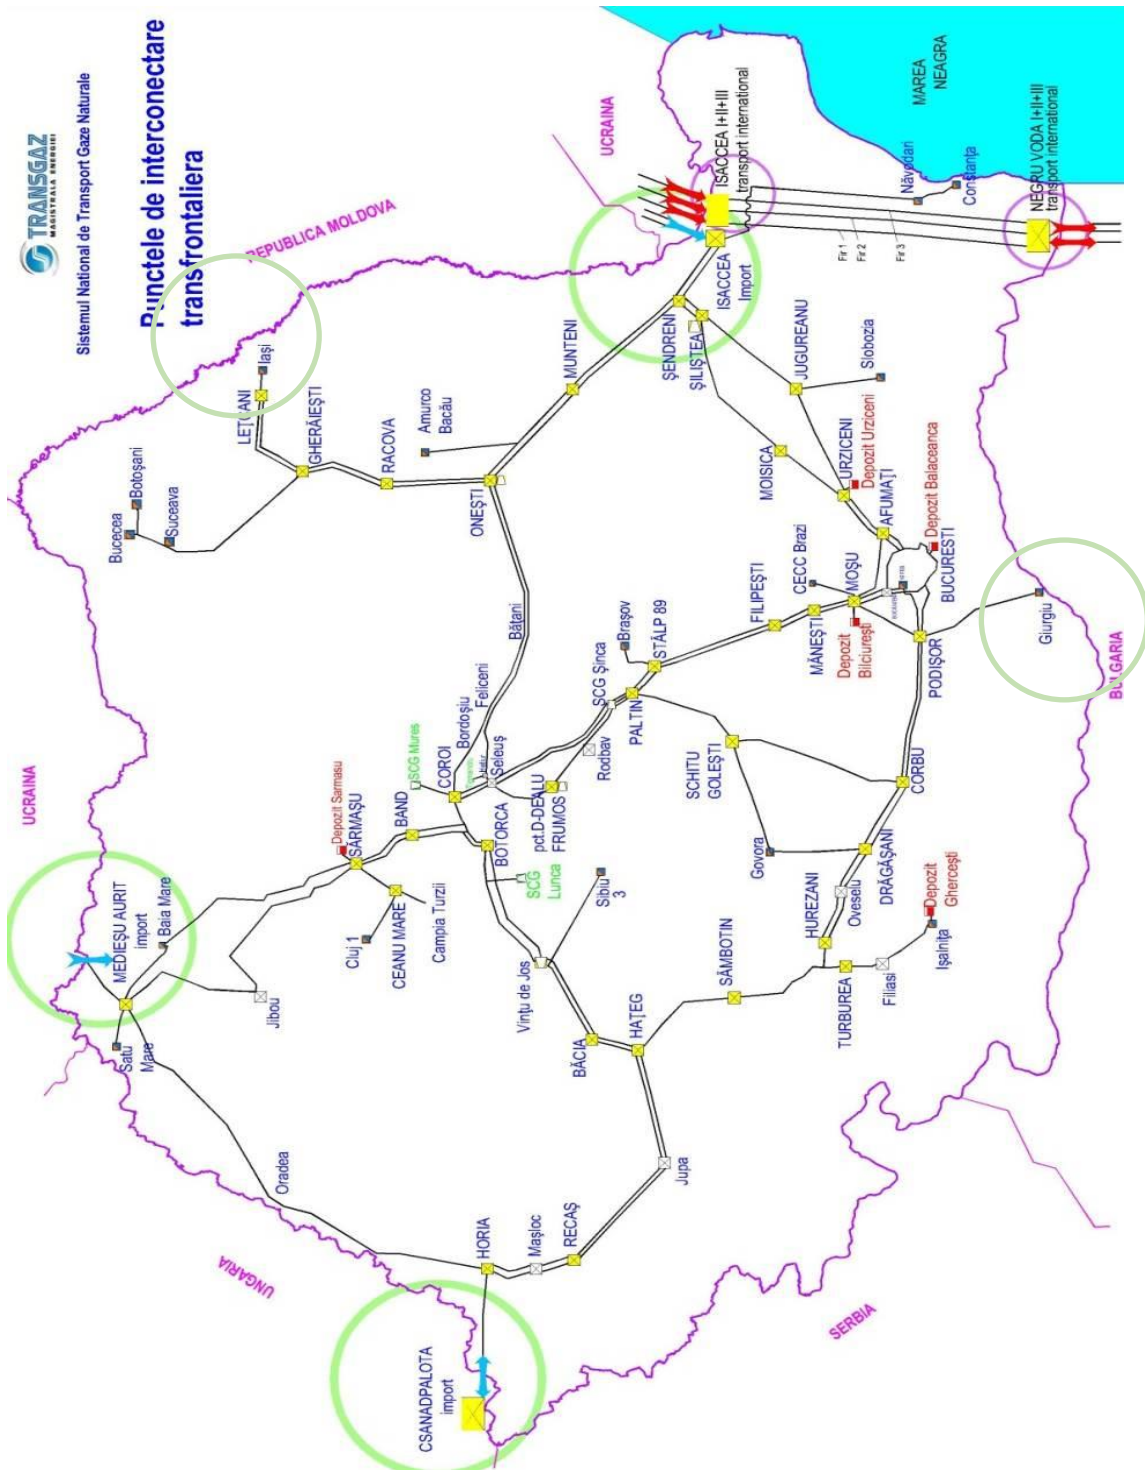 TRANSGAZ
MAGISTRALA ENERGIEI
Sistemul National de Transport Gaze Naturale
Punctele de interconectare
transfrontaliera
UCRAINA
REPUBLICA MOLDOVA
UCRAINA
UNGARIA
SERBIA
BULGARIA
MAREA
NEAGRA
CSANADPALOTA
import
HORIA
Mașloc
RECAȘ
Jupa
Oradea
Satu
Mare
MEDIEȘU AURIT
import
Baia Mare
Jibou
Depozit Sarmasu
SĂRMAȘU
Cluj 1
CEANU MARE
Campia Turzii
BAND
SCG Mures
COROI
Bordoșiu
Feliceni
Bățani
Seleuș
BOTORCA
SCG
Lunca
pct.D-DEALU
FRUMOS
Rodbav
SCG Șinca
PALTIN
Brașov
STÂLP 89
Vințu de Jos
Sibiu
3
BĂCIA
HAȚEG
SÂMBOTIN
HUREZANI
Oveselu
TURBUREA
Filiasi
Ișalnița
Depozit
Ghercești
DRĂGĂȘANI
Govora
SCHITU
GOLEȘTI
CORBU
PODIȘOR
Giurgiu
FILIPEȘTI
MĂNEȘTI
Depozit
Bilciurești
CECC Brazi
MOȘU
BUCURESTI
Depozit Balaceanca
AFUMAȚI
URZICENI
Depozit Urziceni
MOISICA
JUGUREANU
Slobozia
ȘILIȘTEA
ȘENDRENI
MUNTENI
ONEȘTI
Amurco
Bacău
RACOVA
GHERĂIEȘTI
LEȚCANI
Iași
Bucecea
Botoșani
Suceava
ISACCEA
Import
ISACCEA I+II+III
transport international
Fir 1
Fir 2
Fir 3
Năvodari
Constanța
NEGRU VODA I+II+III
transport international